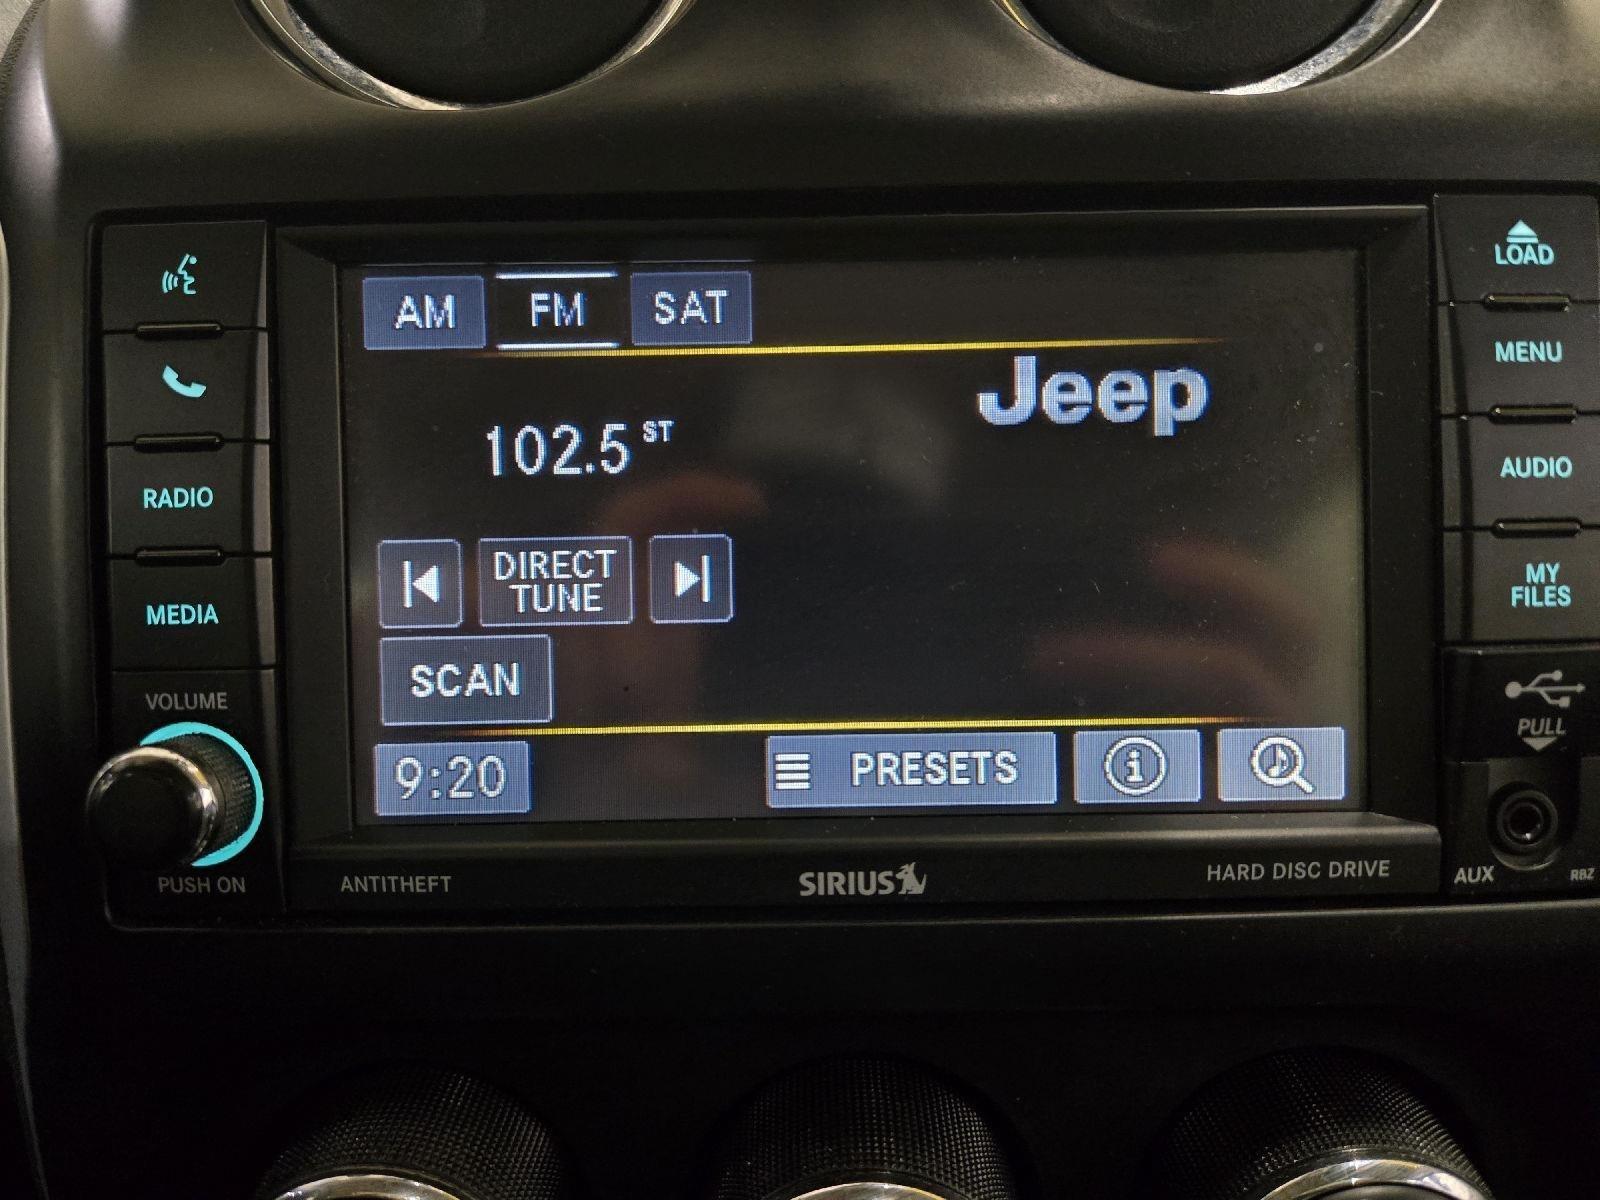 AM FM SAT
Jeep
102.5 ST
DIRECT
TUNE
SCAN
9:20 PRESETS i
RADIO
MEDIA
VOLUME
PUSH ON
ANTITHEFT
SIRIUS
HARD DISC DRIVE
LOAD
MENU
AUDIO
MY
FILES
PULL
AUX
RBZ